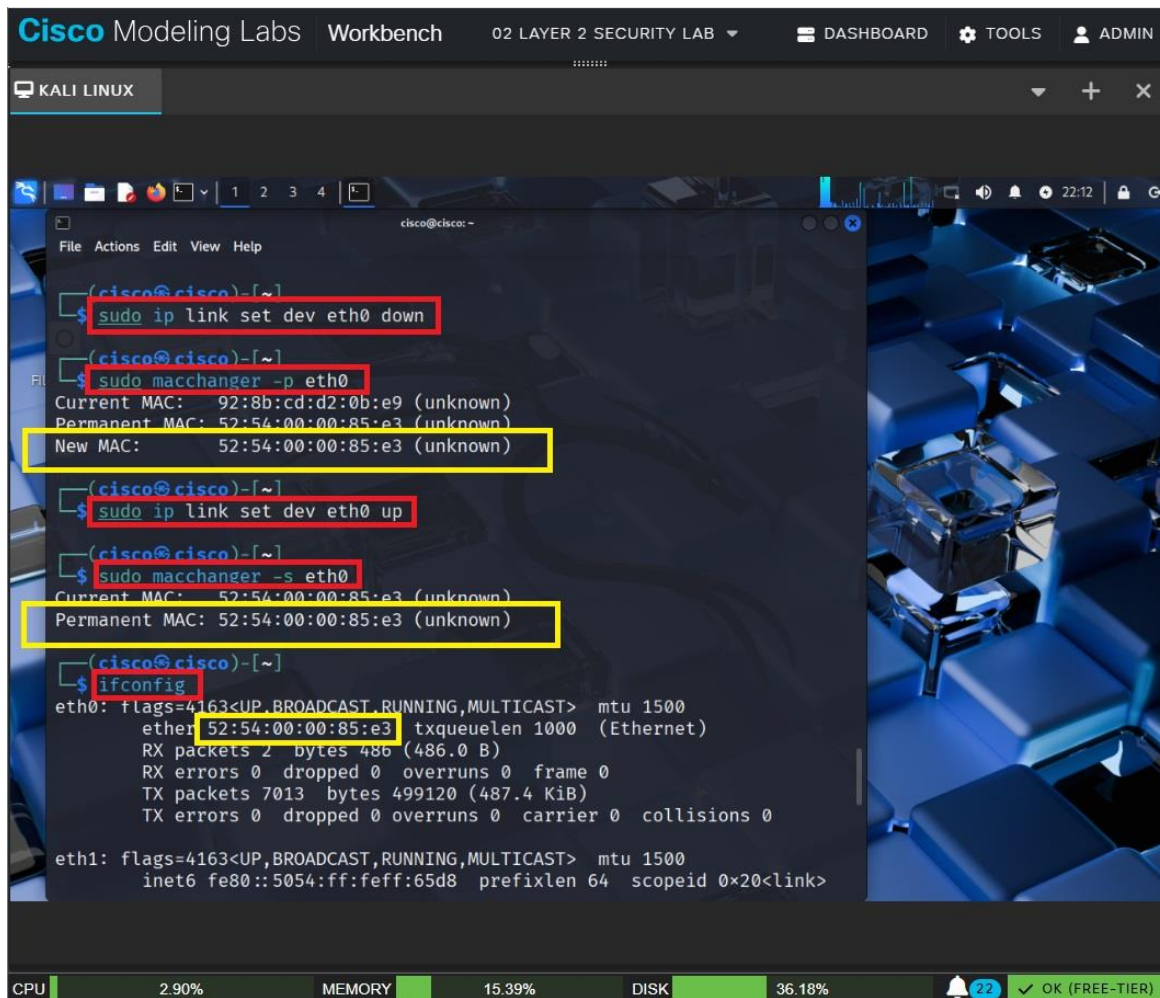 Cisco Modeling Labs Workbench 02 LAYER 2 SECURITY LAB DASHBOARD TOOLS ADMIN
KALI LINUX
1 2 3 4 22:12
cisco@cisco: ~
File Actions Edit View Help
(cisco㉿cisco)-[~]
$ sudo ip link set dev eth0 down
(cisco㉿cisco)-[~]
$ sudo macchanger -p eth0
Current MAC: 92:8b:cd:d2:0b:e9 (unknown)
Permanent MAC: 52:54:00:00:85:e3 (unknown)
New MAC: 52:54:00:00:85:e3 (unknown)
(cisco㉿cisco)-[~]
$ sudo ip link set dev eth0 up
(cisco㉿cisco)-[~]
$ sudo macchanger -s eth0
Current MAC: 52:54:00:00:85:e3 (unknown)
Permanent MAC: 52:54:00:00:85:e3 (unknown)
(cisco㉿cisco)-[~]
$ ifconfig
eth0: flags=4163<UP,BROADCAST,RUNNING,MULTICAST> mtu 1500
ether 52:54:00:00:85:e3 txqueuelen 1000 (Ethernet)
RX packets 2 bytes 486 (486.0 B)
RX errors 0 dropped 0 overruns 0 frame 0
TX packets 7013 bytes 499120 (487.4 KiB)
TX errors 0 dropped 0 overruns 0 carrier 0 collisions 0
eth1: flags=4163<UP,BROADCAST,RUNNING,MULTICAST> mtu 1500
inet6 fe80::5054:ff:feff:65d8 prefixlen 64 scopeid 0×20<link>
CPU 2.90% MEMORY 15.39% DISK 36.18% 22 OK (FREE-TIER)